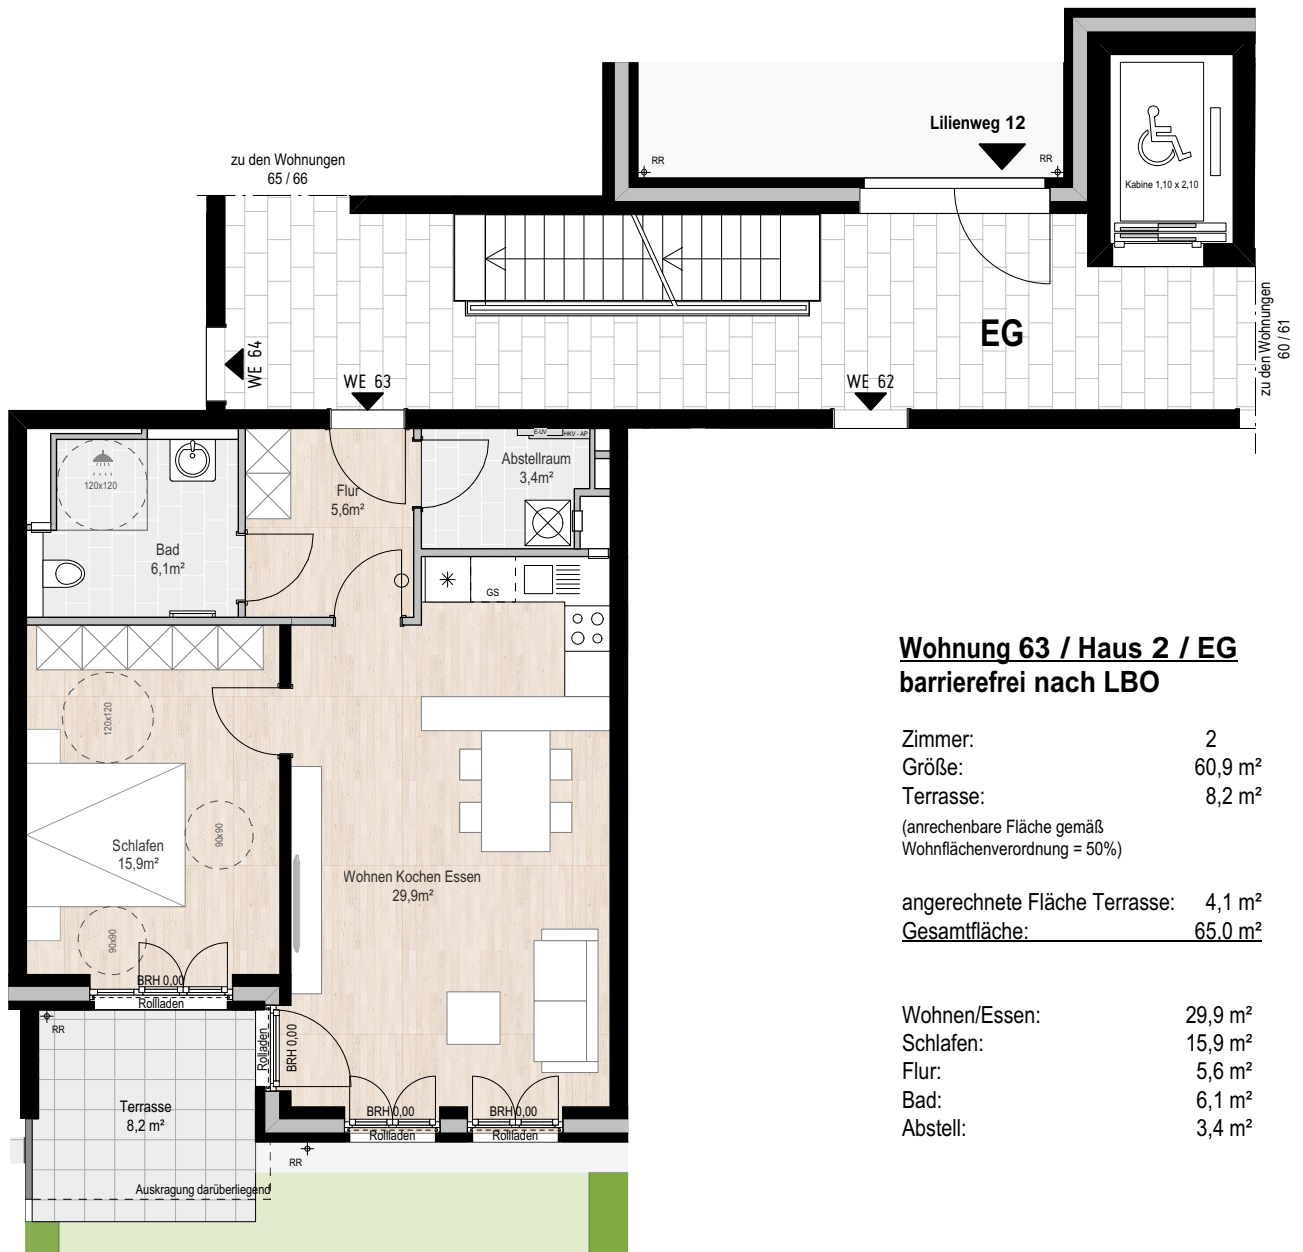 Lilienweg 12
RR
RR
Kabine 1,10 x 2,10
zu den Wohnungen
65 / 66
EG
zu den Wohnungen
60 / 61
WE 64
WE 63
WE 62
E-UV
HKV - AP
Abstellraum
3,4m²
120x120
Flur
5,6m²
Bad
6,1m²
GS
120x120
90x90
Schlafen
15,9m²
Wohnen Kochen Essen
29,9m²
90x90
BRH 0,00
Rollladen
RR
Rolladen
BRH 0,00
Terrasse
8,2 m²
BRH 0,00
BRH 0,00
Rollladen
Rollladen
RR
Auskragung darüberliegend
Wohnung 63 / Haus 2 / EG
barrierefrei nach LBO
Zimmer: 2
Größe: 60,9 m²
Terrasse: 8,2 m²
(anrechenbare Fläche gemäß
Wohnflächenverordnung = 50%)
angerechnete Fläche Terrasse: 4,1 m²
Gesamtfläche: 65,0 m²
Wohnen/Essen: 29,9 m²
Schlafen: 15,9 m²
Flur: 5,6 m²
Bad: 6,1 m²
Abstell: 3,4 m²